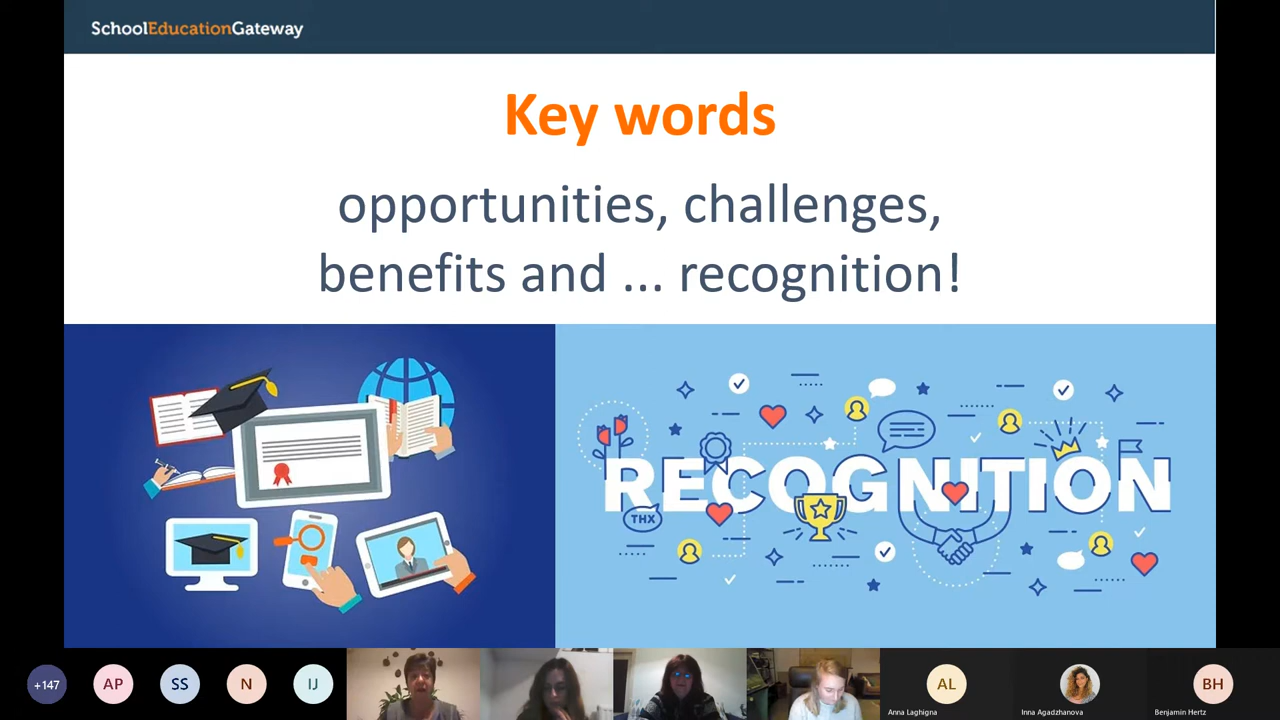 SchoolEducationGateway
Key words
opportunities, challenges,
benefits and ... recognition!
RECOGNITION
THX
+147
AP
SS
N
IJ
AL
BH
Anna Laghigna
Inna Agadzhanova
Benjamin Hertz